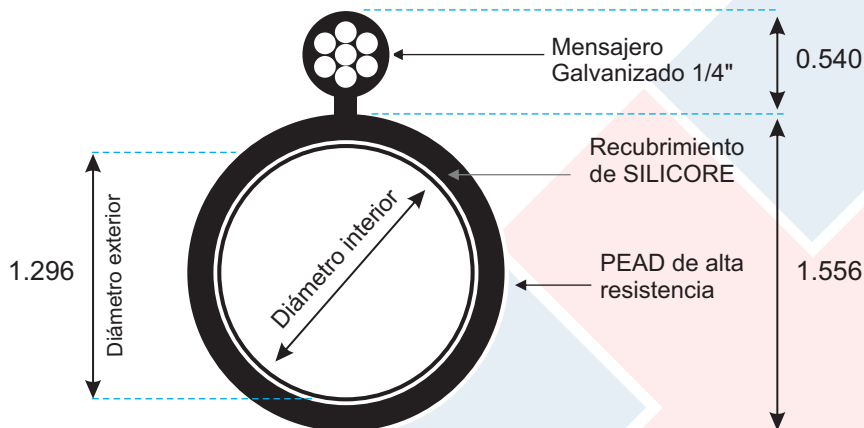 Mensajero
Galvanizado 1/4"
0.540
Recubrimiento
de SILICORE
Diámetro exterior
Diámetro interior
1.296
PEAD de alta
resistencia
1.556